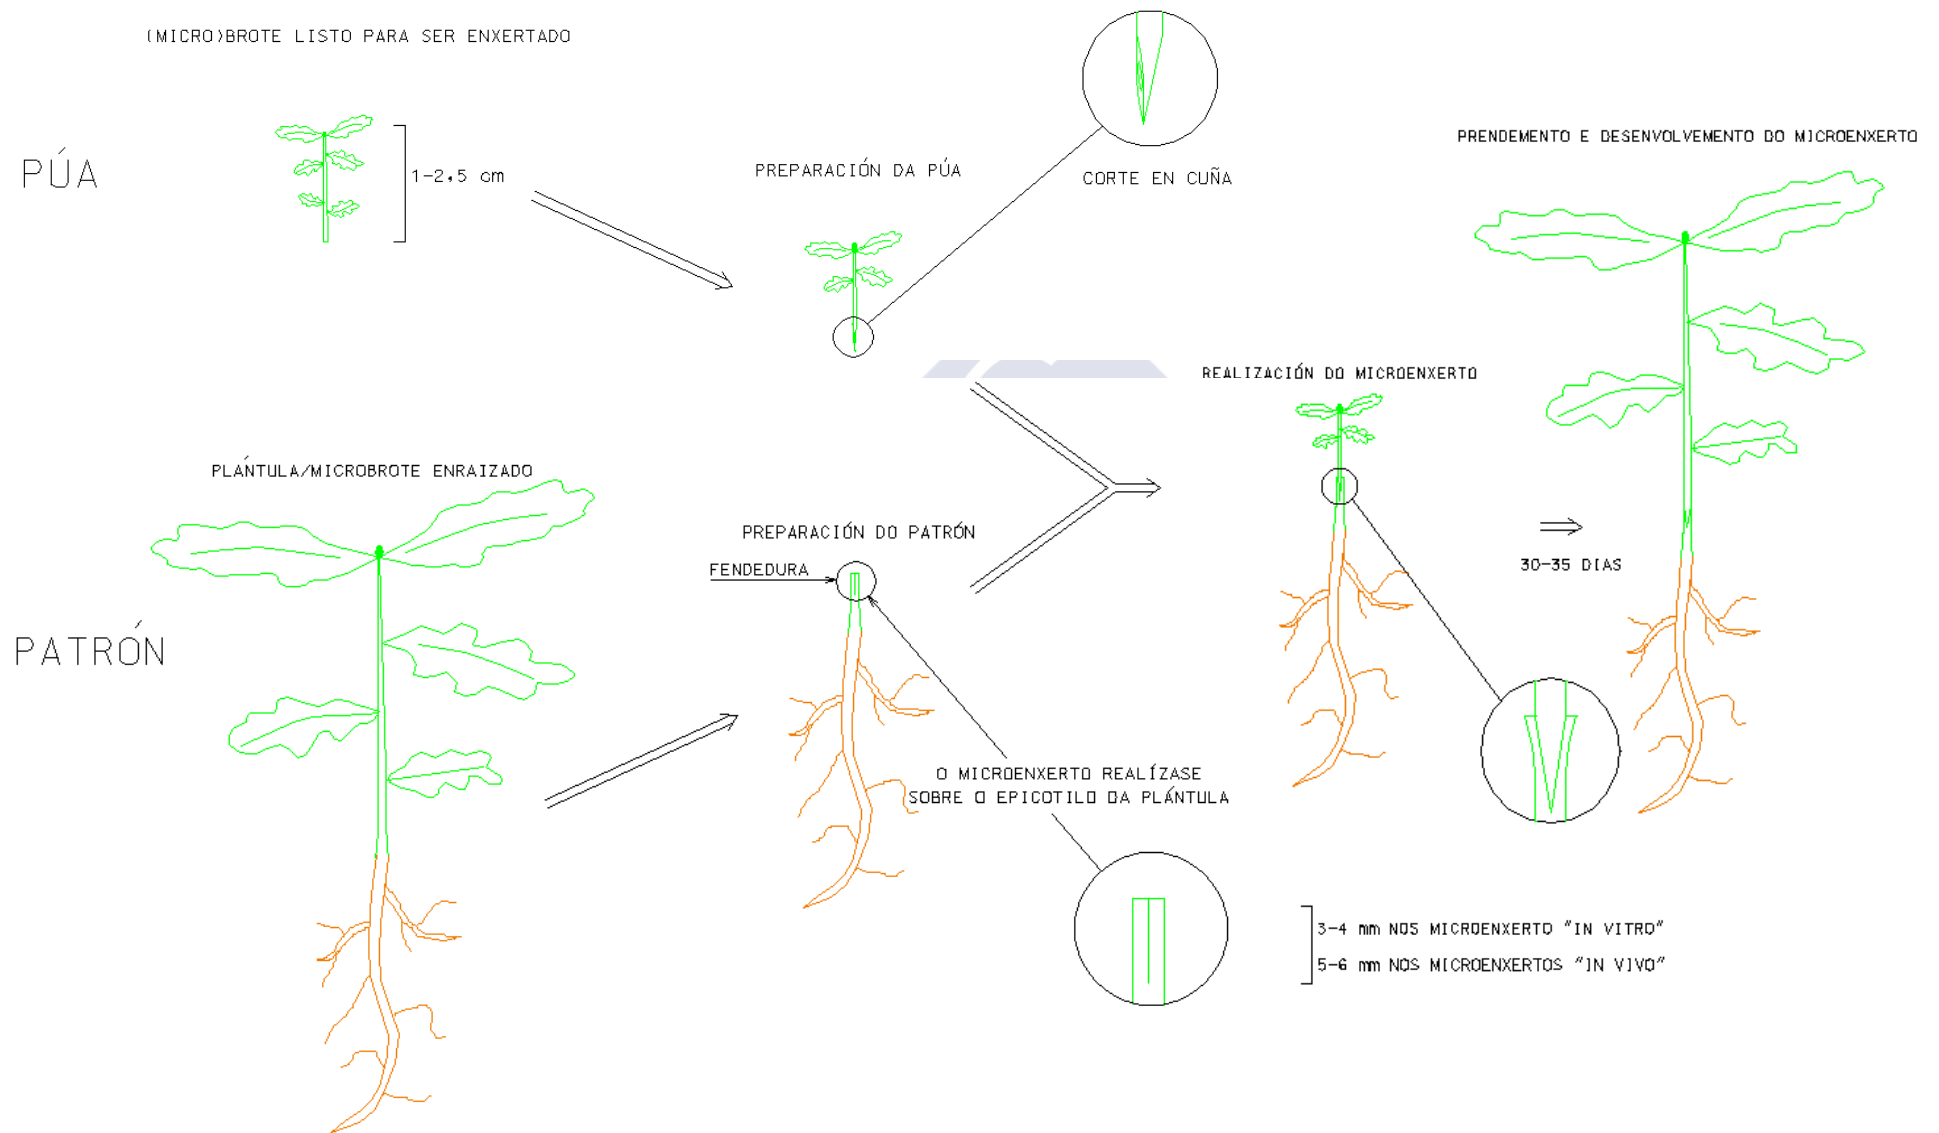 (MICRO)BROTE LISTO PARA SER ENXERTADO
PÚA
1-2,5 cm
PREPARACIÓN DA PÚA
CORTE EN CUÑA
PRENDEMENTO E DESENVOLVEMENTO DO MICROENXERTO
REALIZACIÓN DO MICROENXERTO
PLÁNTULA/MICROBROTE ENRAIZADO
PATRÓN
PREPARACIÓN DO PATRÓN
FENDEDURA
30-35 DIAS
O MICROENXERTO REALÍZASE
SOBRE O EPICOTILO DA PLÁNTULA
3-4 mm NOS MICROENXERTO "IN VITRO"
5-6 mm NOS MICROENXERTOS "IN VIVO"